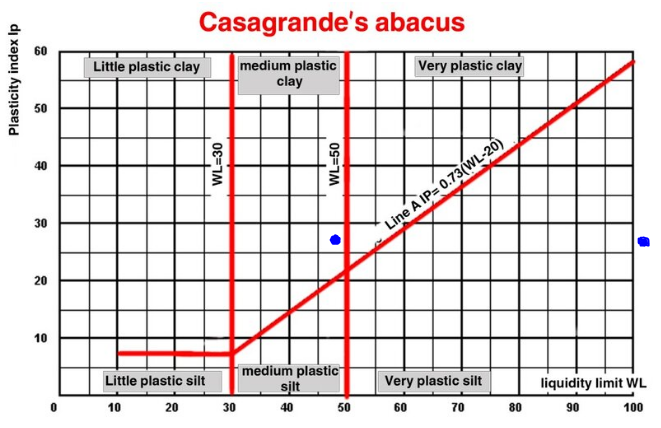 Casagrande's abacus
Plasticity index Ip
60
50
40
30
20
10
Little plastic clay
medium plastic
clay
Very plastic clay
WL=30
WL=50
Line A IP= 0.73(WL-20)
Little plastic silt
medium plastic
silt
Very plastic silt
liquidity limit WL
0 10 20 30 40 50 60 70 80 90 100